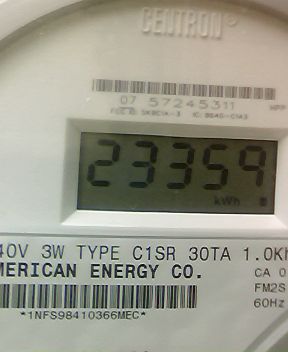 CENTRON®
07 57245311
23359
kWh
40V 3W TYPE C1SR 30TA 1.0Kh
MERICAN ENERGY CO.
CA 0
FM2S
60Hz
*1NFS98410366MEC*